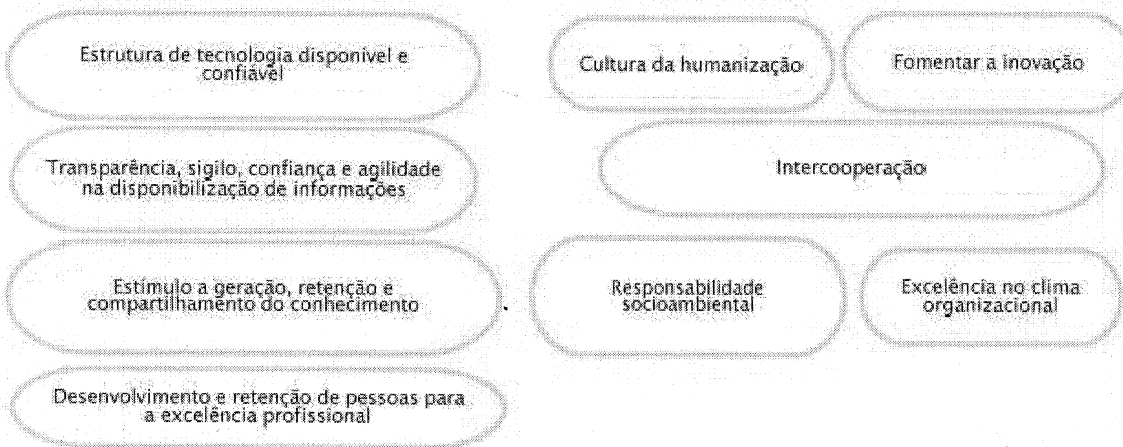 Estrutura de tecnologia disponível e
confiável
Cultura da humanização
Fomentar a inovação
Transparência, sigilo, confiança e agilidade
na disponibilização de informações
Intercooperação
Estímulo a geração, retenção e
compartilhamento do conhecimento
.
Responsabilidade
socioambiental
Excelência no clima
organizacional
Desenvolvimento e retenção de pessoas para
a excelência profissional